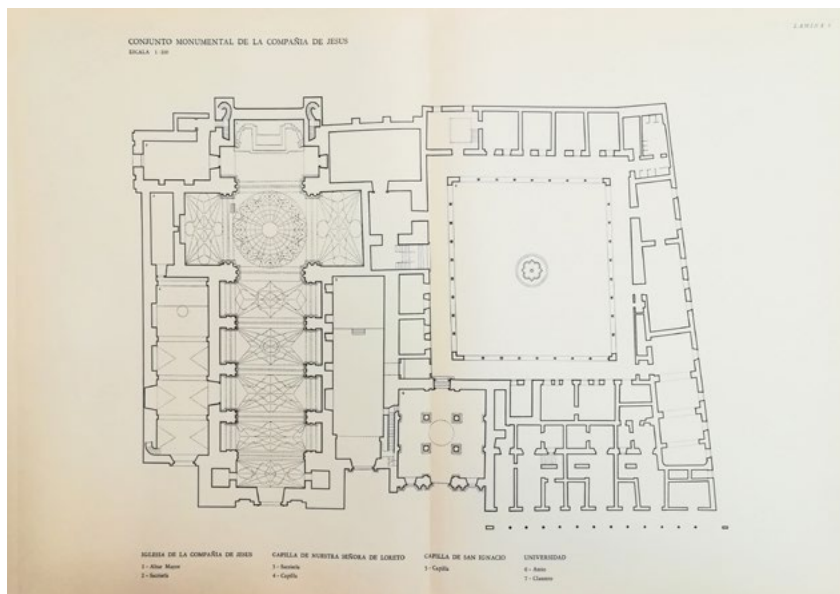 LAMINA I
CONJUNTO MONUMENTAL DE LA COMPAÑIA DE JESUS
ESCALA 1:
IGLESIA DE LA COMPAÑIA DE JESUS
1 - Altar Mayor
2 - Sacristía
CAPILLA DE NUESTRA SEÑORA DE LORETO
3 - Sacristía
4 - Capilla
CAPILLA DE SAN IGNACIO
5 - Capilla
UNIVERSIDAD
6 - Atrio
7 - Claustro